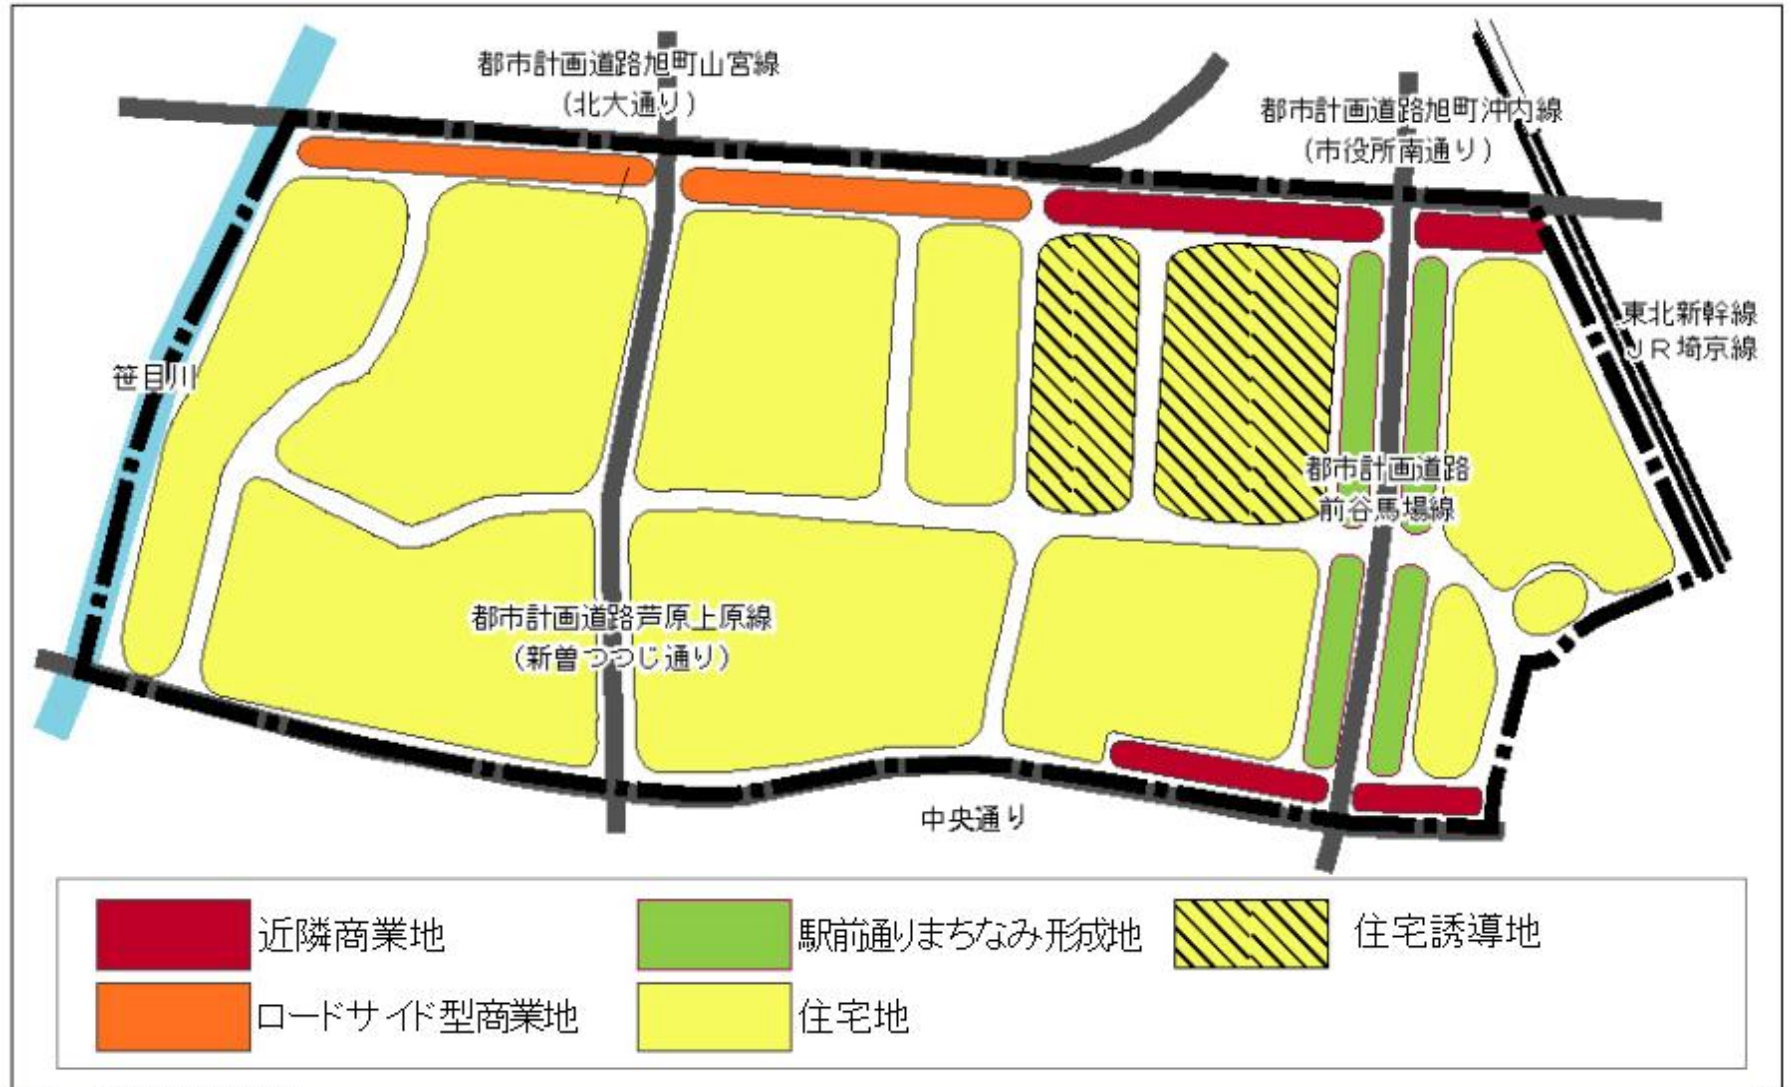 都市計画道路旭町山宮線
(北大通り)
都市計画道路旭町沖内線
(市役所南通り)
東北新幹線
JR埼京線
笹目川
都市計画道路
前谷馬場線
都市計画道路芦原上原線
(新曽つつじ通り)
中央通り
近隣商業地
駅前通りまちなみ形成地
住宅誘導地
ロードサイド型商業地
住宅地